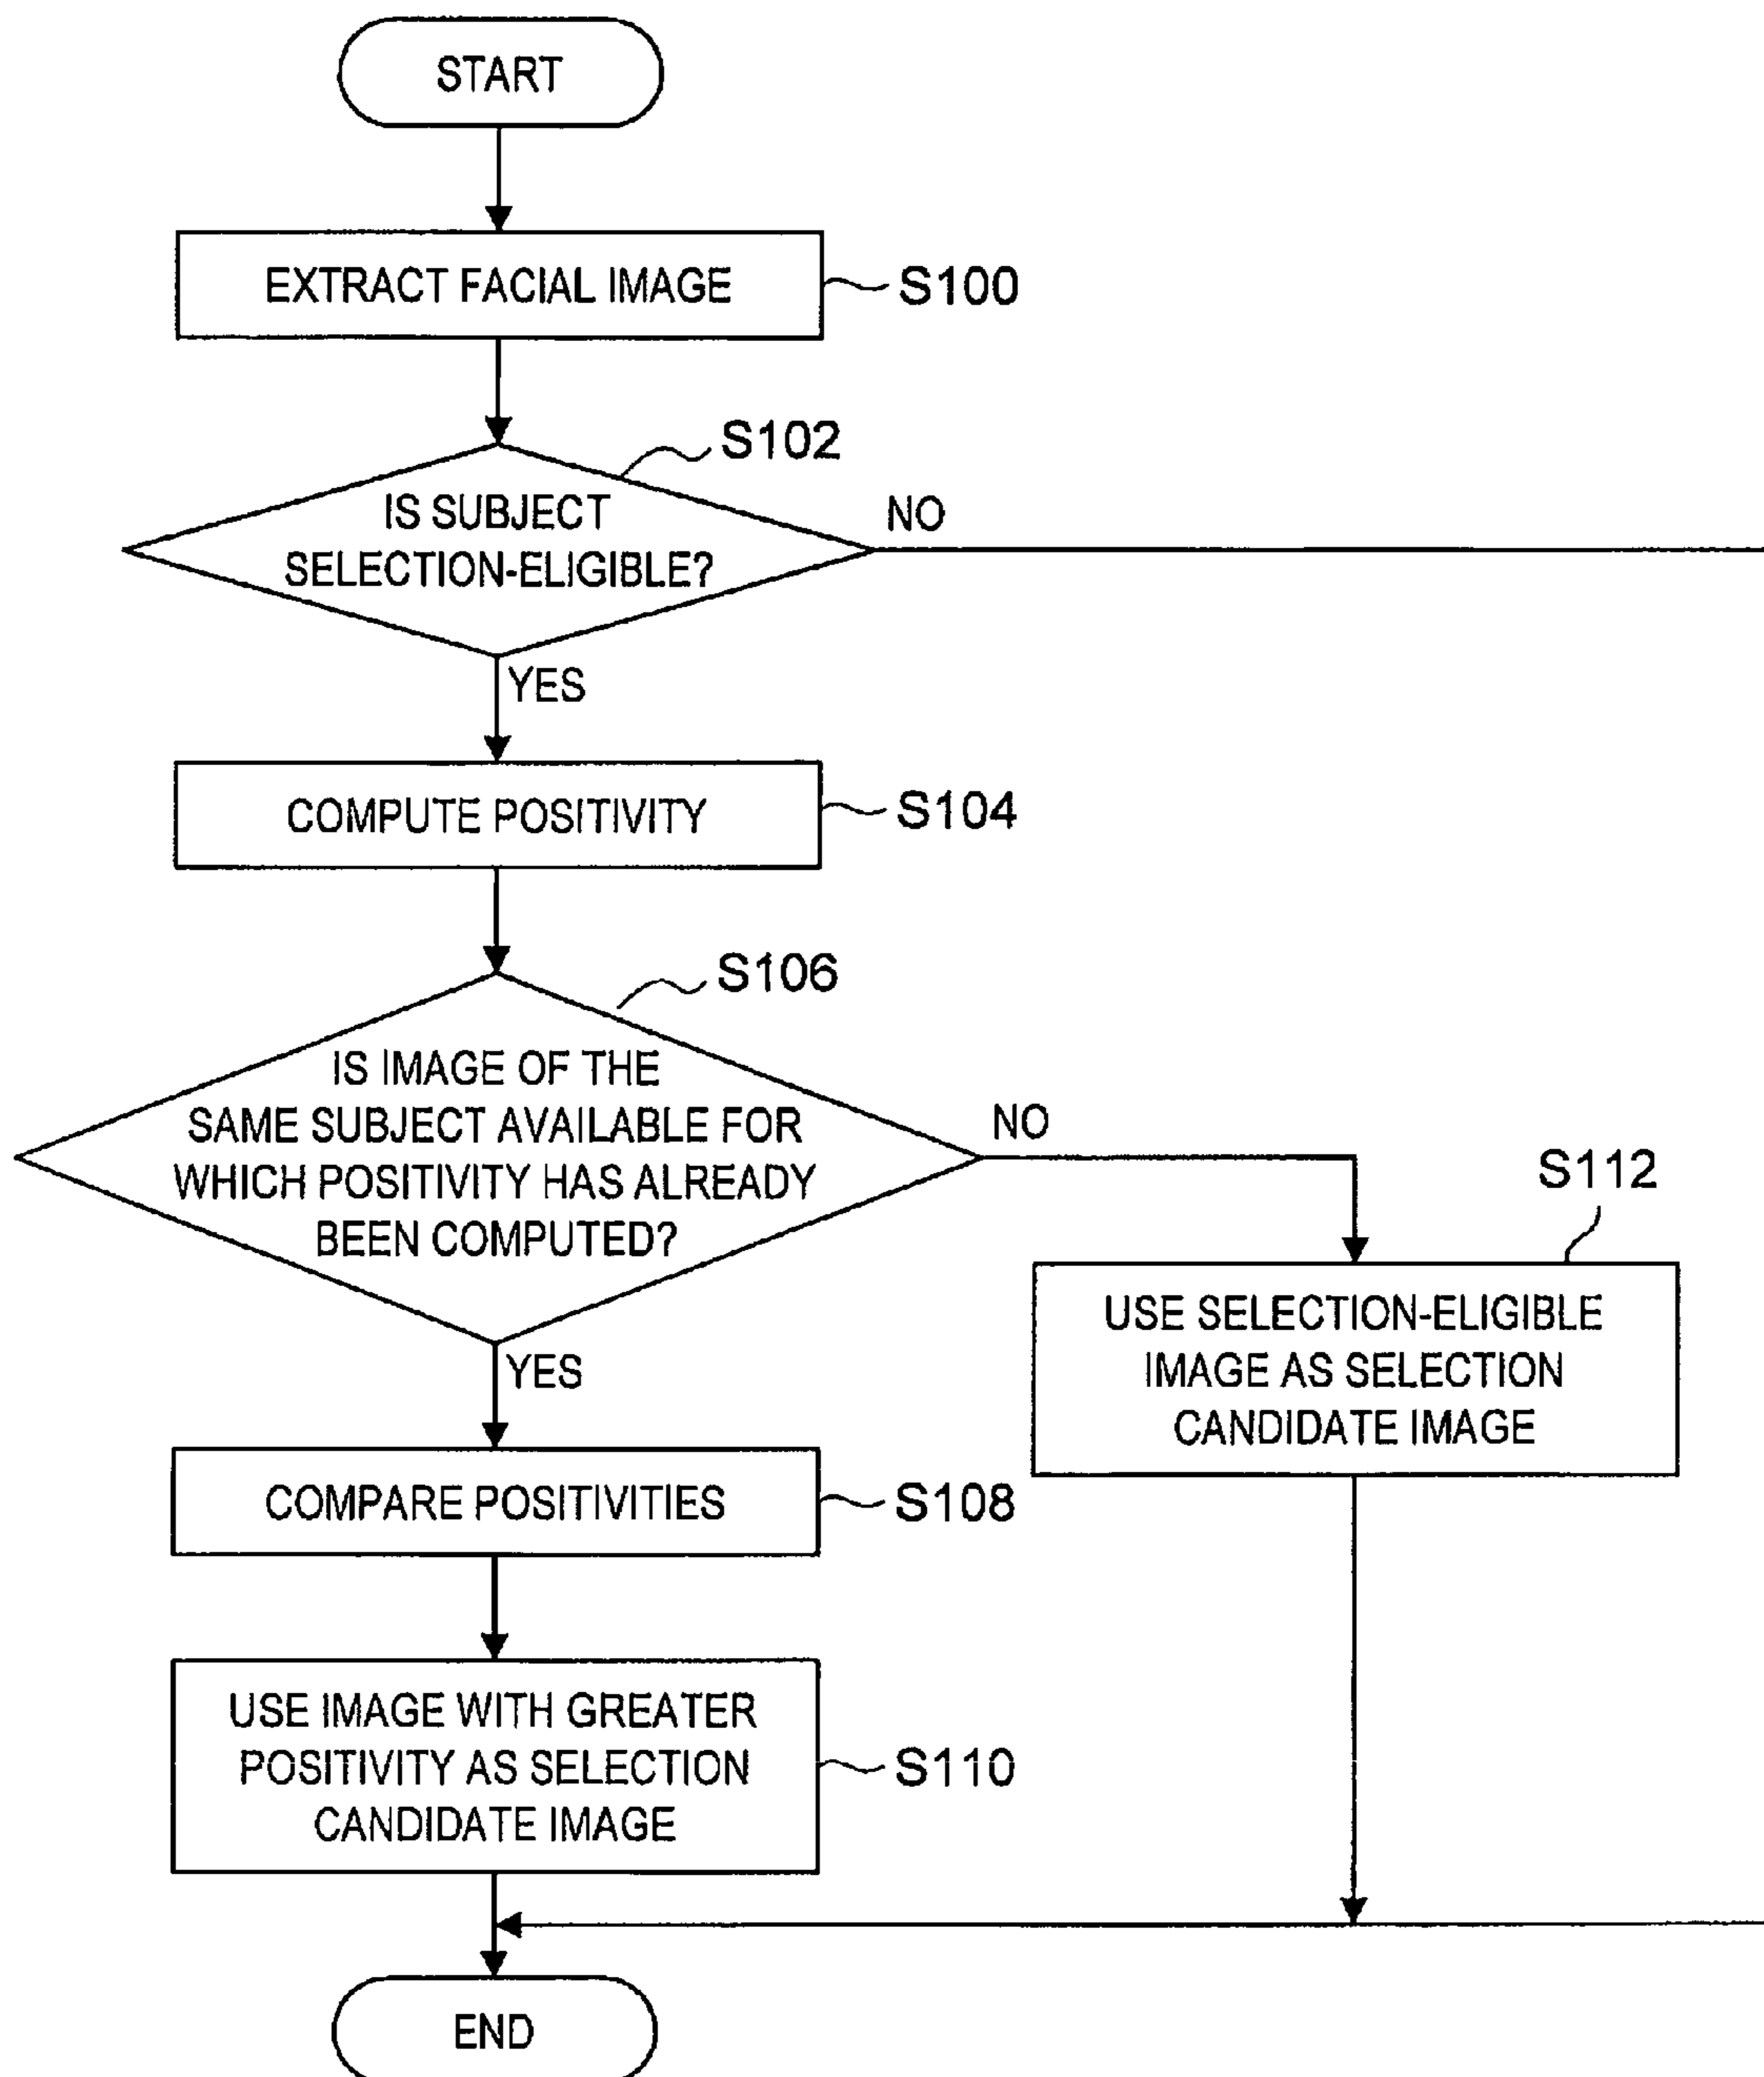 START
EXTRACT FACIAL IMAGE
S100
S102
IS SUBJECT
SELECTION-ELIGIBLE?
NO
YES
COMPUTE POSITIVITY
S104
S106
IS IMAGE OF THE
SAME SUBJECT AVAILABLE FOR
WHICH POSITIVITY HAS ALREADY
BEEN COMPUTED?
NO
YES
S112
USE SELECTION-ELIGIBLE
IMAGE AS SELECTION
CANDIDATE IMAGE
COMPARE POSITIVITIES
S108
USE IMAGE WITH GREATER
POSITIVITY AS SELECTION
CANDIDATE IMAGE
S110
END